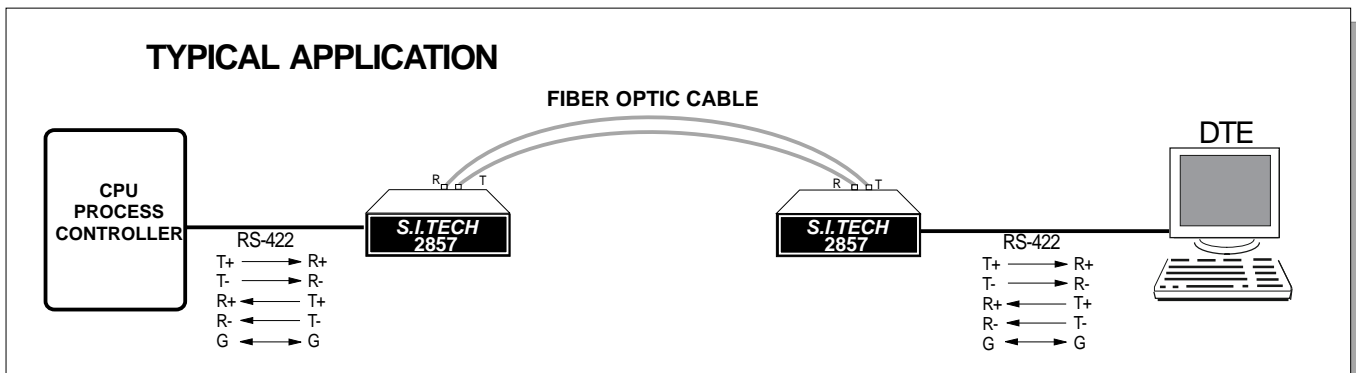 TYPICAL APPLICATION
FIBER OPTIC CABLE
DTE
R T
R T
CPU
PROCESS
CONTROLLER
S.I.TECH
2857
S.I.TECH
2857
RS-422
T+ R+
T- R-
R+ T+
R- T-
G G
RS-422
T+ R+
T- R-
R+ T+
R- T-
G G